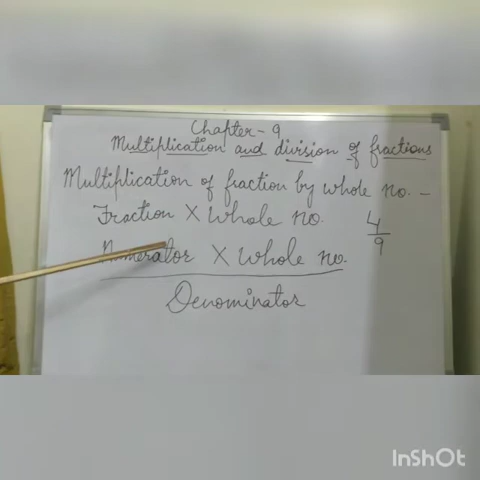 Chapter - 9
Multiplication and division of fractions
Multiplication of fraction by whole no. -
Fraction X Whole no.
4
9
Numerator X Whole no.
Denominator
InShOt